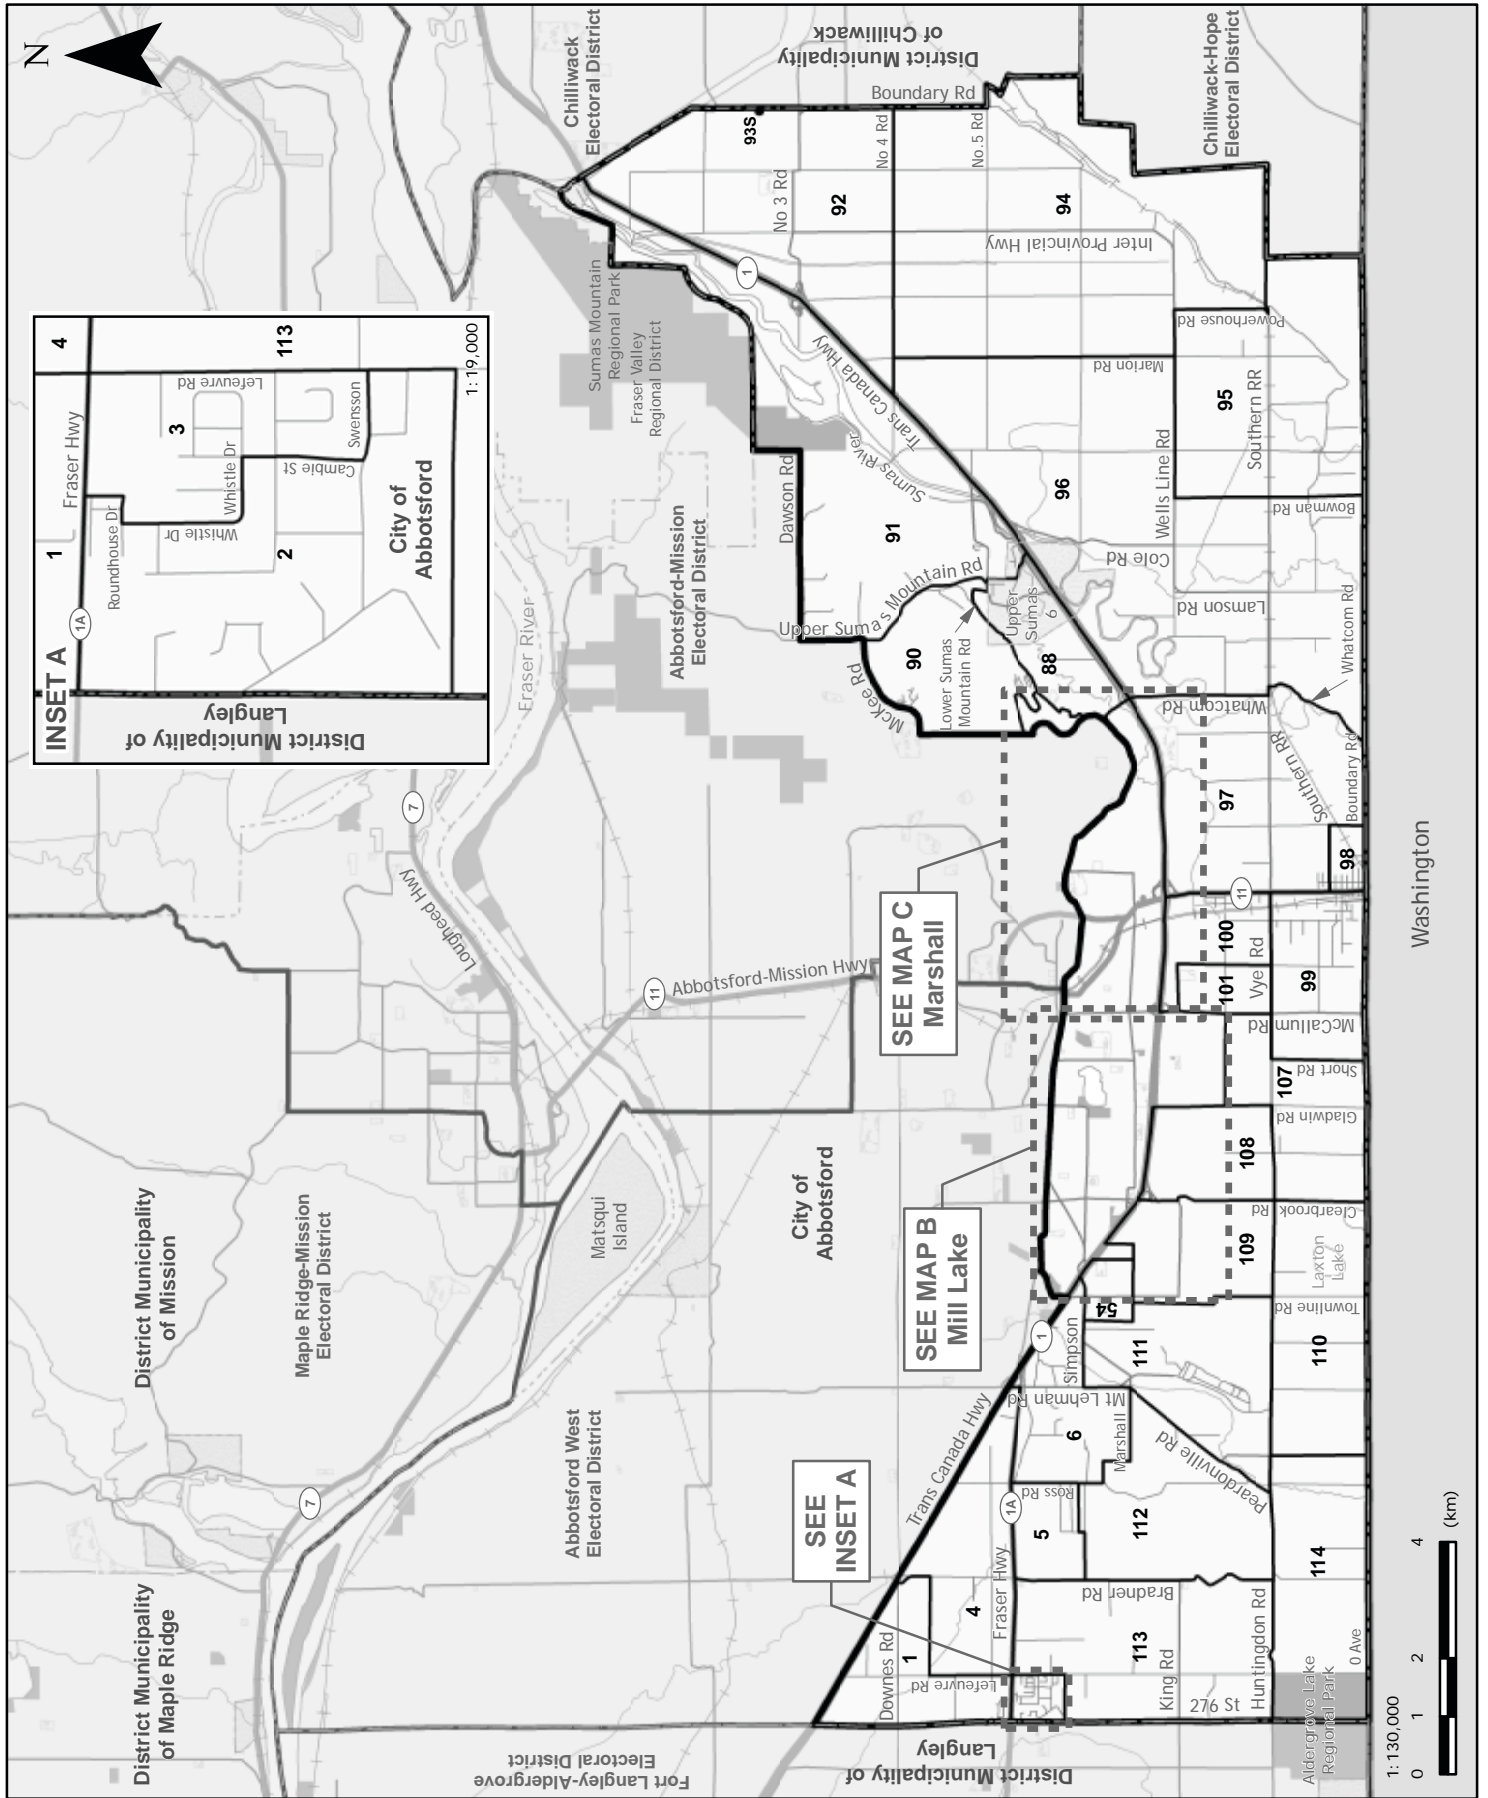 N
INSET A
District Municipality of
Langley
1A
Fraser Hwy
1
4
Roundhouse Dr
Whistle Dr
Whistle Dr
3
Lefeuvre Rd
2
Cambie St
Swensson
113
City of
Abbotsford
1: 19,000
District Municipality
of Maple Ridge
District Municipality
of Mission
Maple Ridge-Mission
Electoral District
7
Lougheed Hwy
7
Fraser River
Matsqui
Island
11
Abbotsford-Mission Hwy
Abbotsford West
Electoral District
City of
Abbotsford
Abbotsford-Mission
Electoral District
Fort Langley-Aldergrove
Electoral District
District Municipality of
Langley
Chilliwack
Electoral District
District Municipality
of Chilliwack
Chilliwack-Hope
Electoral District
Sumas Mountain
Regional Park
Fraser Valley
Regional District
SEE
INSET A
SEE MAP B
Mill Lake
SEE MAP C
Marshall
Boundary Rd
93S
No 3 Rd
92
No 4 Rd
No.5 Rd
94
Inter Provincial Hwy
1
Trans Canada Hwy
Sumas River
Dawson Rd
91
Upper Sumas Mountain Rd
McKee Rd
90
Lower Sumas
Mountain Rd
Upper
Sumas
6
88
Marion Rd
Powerhouse Rd
95
Southern RR
96
Wells Line Rd
Bowman Rd
Cole Rd
Lamson Rd
Whatcom Rd
Whatcom Rd
97
Southern RR
Boundary Rd
98
11
100
Vye Rd
101
99
McCallum Rd
Short Rd
107
Gladwin Rd
108
Clearbrook Rd
109
Laxton
Lake
Townline Rd
54
1
Simpson
111
110
Mt Lehman Rd
6
Marshall
Peardonville Rd
Trans Canada Hwy
1A
Ross Rd
5
112
114
Fraser Hwy
Bradner Rd
4
Downes Rd
1
Lefeuvre Rd
113
King Rd
276 St
Huntingdon Rd
0 Ave
Aldergrove Lake
Regional Park
Washington
1: 130,000
0 1 2 4
(km)